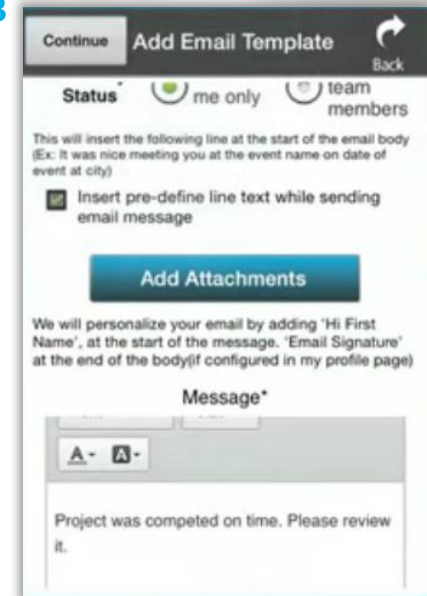 Continue Add Email Template Back
Status* me only team
members
This will insert the following line at the start of the email body
(Ex: It was nice meeting you at the event name on date of
event at city)
Insert pre-define line text while sending
email message
Add Attachments
We will personalize your email by adding 'Hi First
Name', at the start of the message. 'Email Signature'
at the end of the body(if configured in my profile page)
Message*
A A
Project was competed on time. Please review
it.